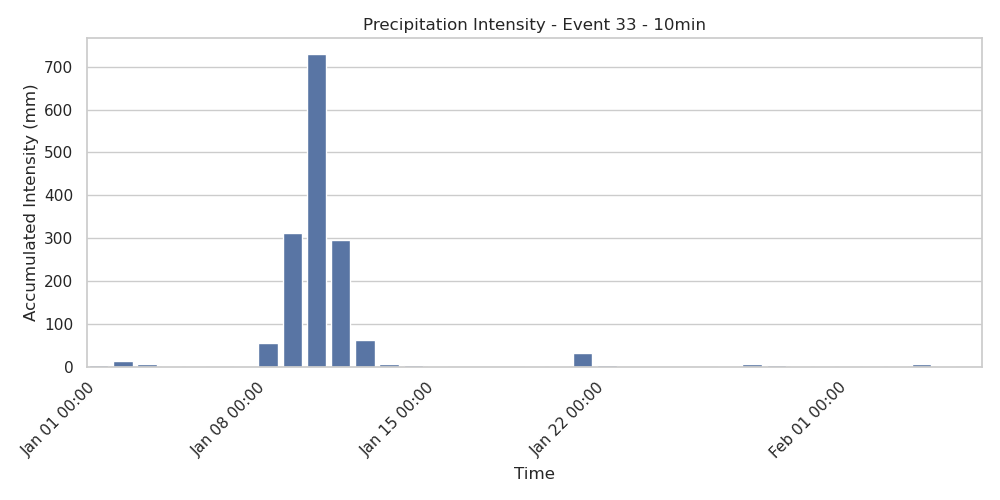 Precipitation Intensity - Event 33 - 10min
Accumulated Intensity (mm)
700
600
500
400
300
200
100
0
Jan 01 00:00
Jan 08 00:00
Jan 15 00:00
Jan 22 00:00
Feb 01 00:00
Time